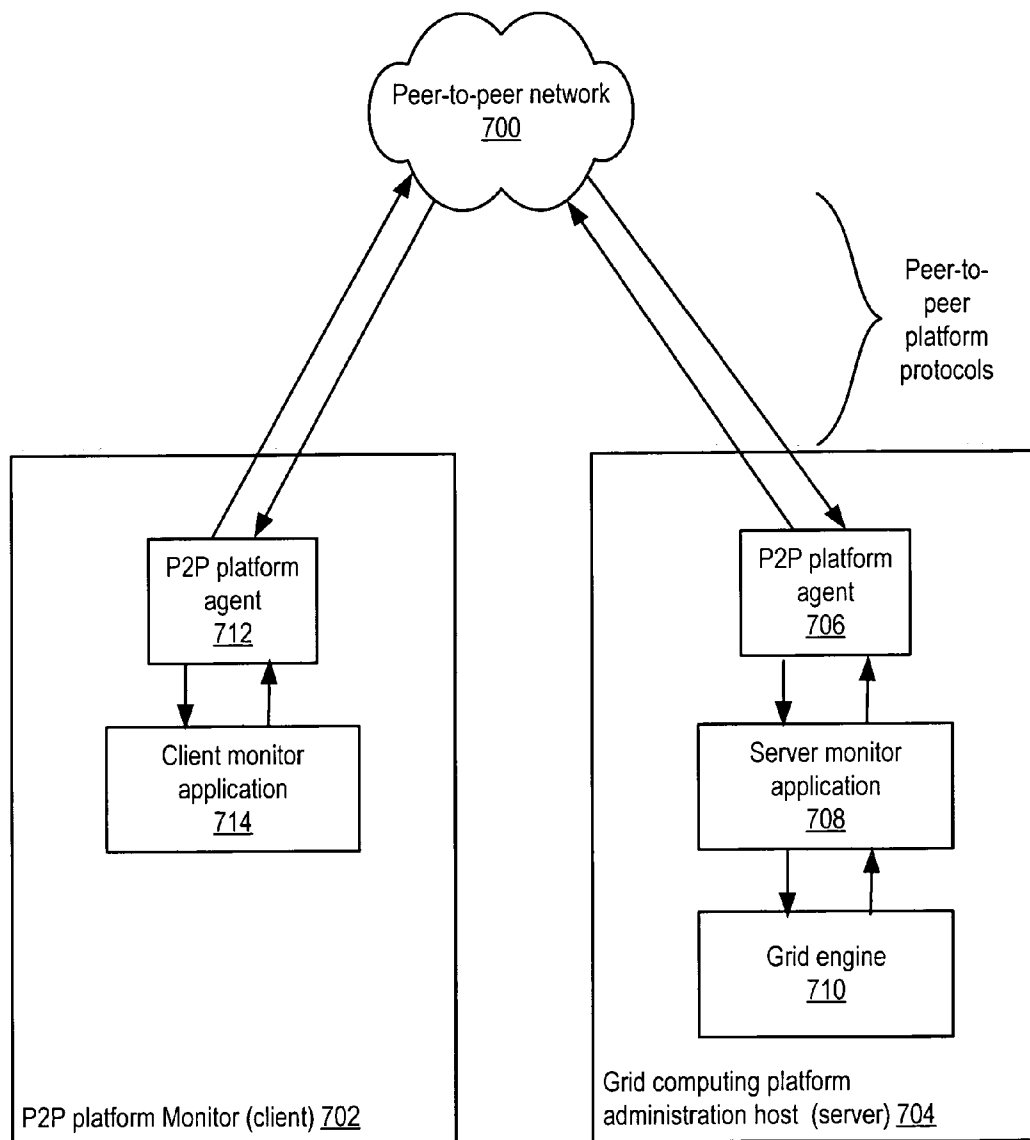 Peer-to-peer network
700
Peer-to-
peer
platform
protocols
P2P platform
agent
712
Client monitor
application
714
P2P platform Monitor (client) 702
P2P platform
agent
706
Server monitor
application
708
Grid engine
710
Grid computing platform
administration host (server) 704